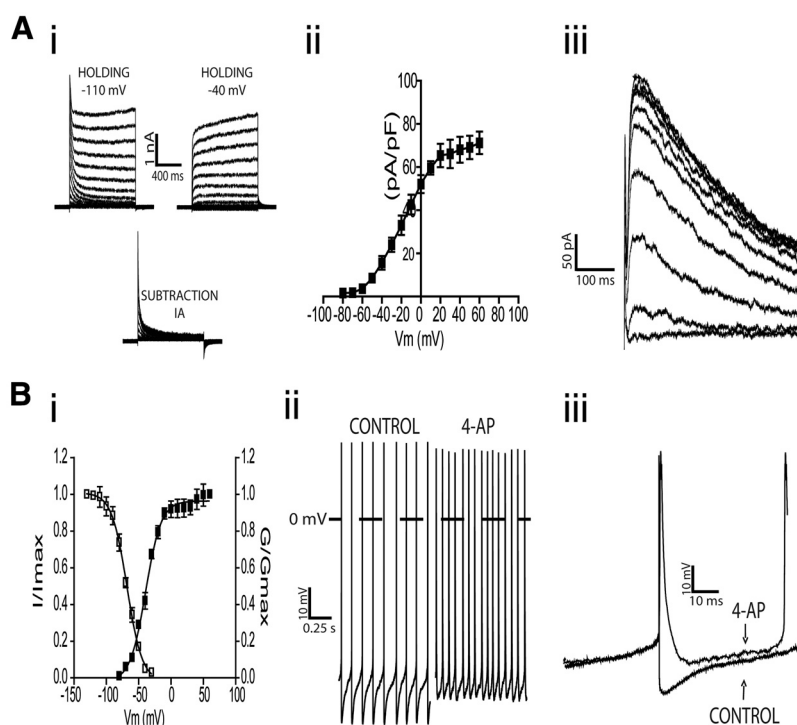 A
i
ii
iii
HOLDING
-110 mV
HOLDING
-40 mV
1 nA
400 ms
SUBTRACTION
IA
100
80
60
40
20
(pA/pF)
-100 -80 -60 -40 -20 0 20 40 60 80 100
Vm (mV)
50 pA
100 ms
B
i
ii
iii
1.2
1.0
0.8
0.6
0.4
0.2
0.0
I/Imax
1.2
1.0
0.8
0.6
0.4
0.2
0.0
G/Gmax
-150 -100 -50 0 50 100
Vm (mV)
CONTROL 4-AP
0 mV
10 mV
0.25 s
10 mV
10 ms
4-AP
CONTROL